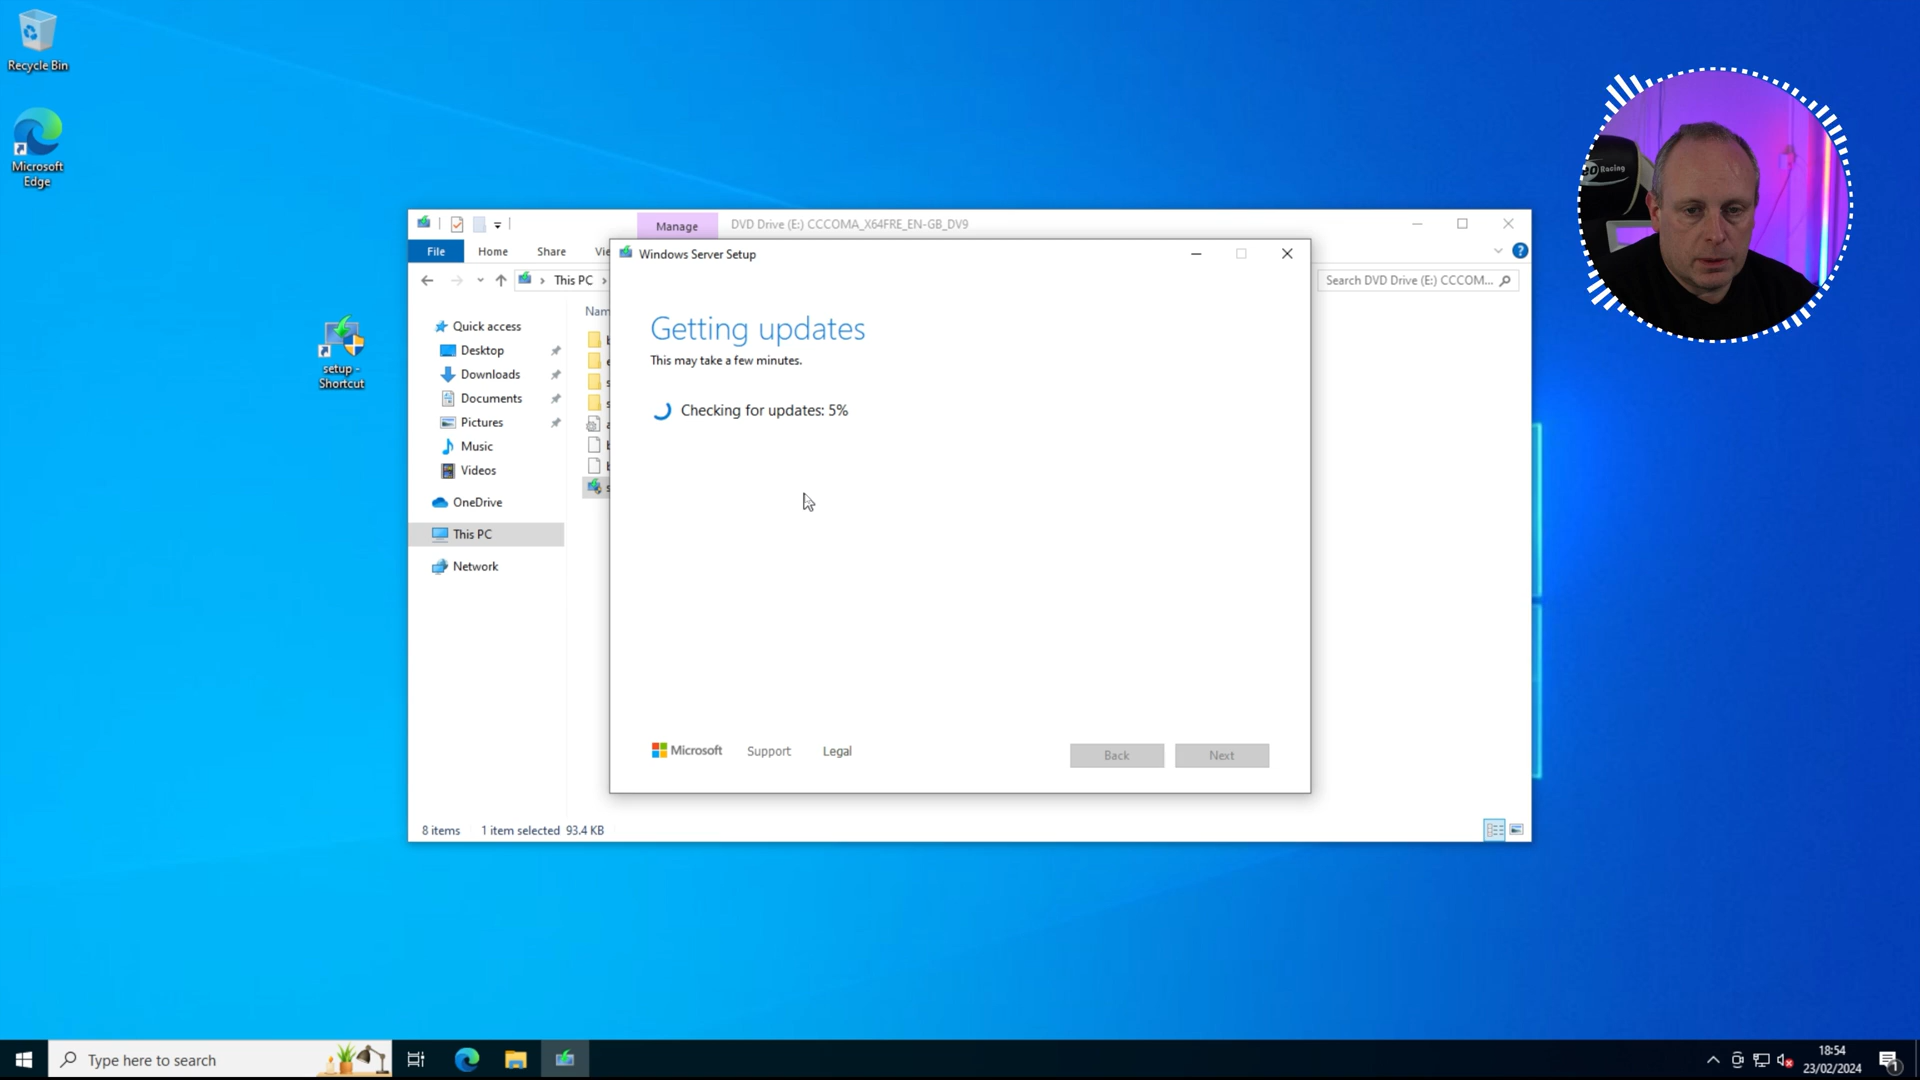 Recycle Bin
Microsoft
Edge
setup -
Shortcut
Manage
DVD Drive (E:) CCCOMA_X64FRE_EN-GB_DV9
File
Home
Share
Windows Server Setup
This PC
Search DVD Drive (E:) CCCOM...
Quick access
Desktop
Downloads
Documents
Pictures
Music
Videos
OneDrive
This PC
Network
Getting updates
This may take a few minutes.
Checking for updates: 5%
Microsoft
Support
Legal
Back
Next
8 items
1 item selected 93.4 KB
Type here to search
18:54
23/02/2024
1
Racing